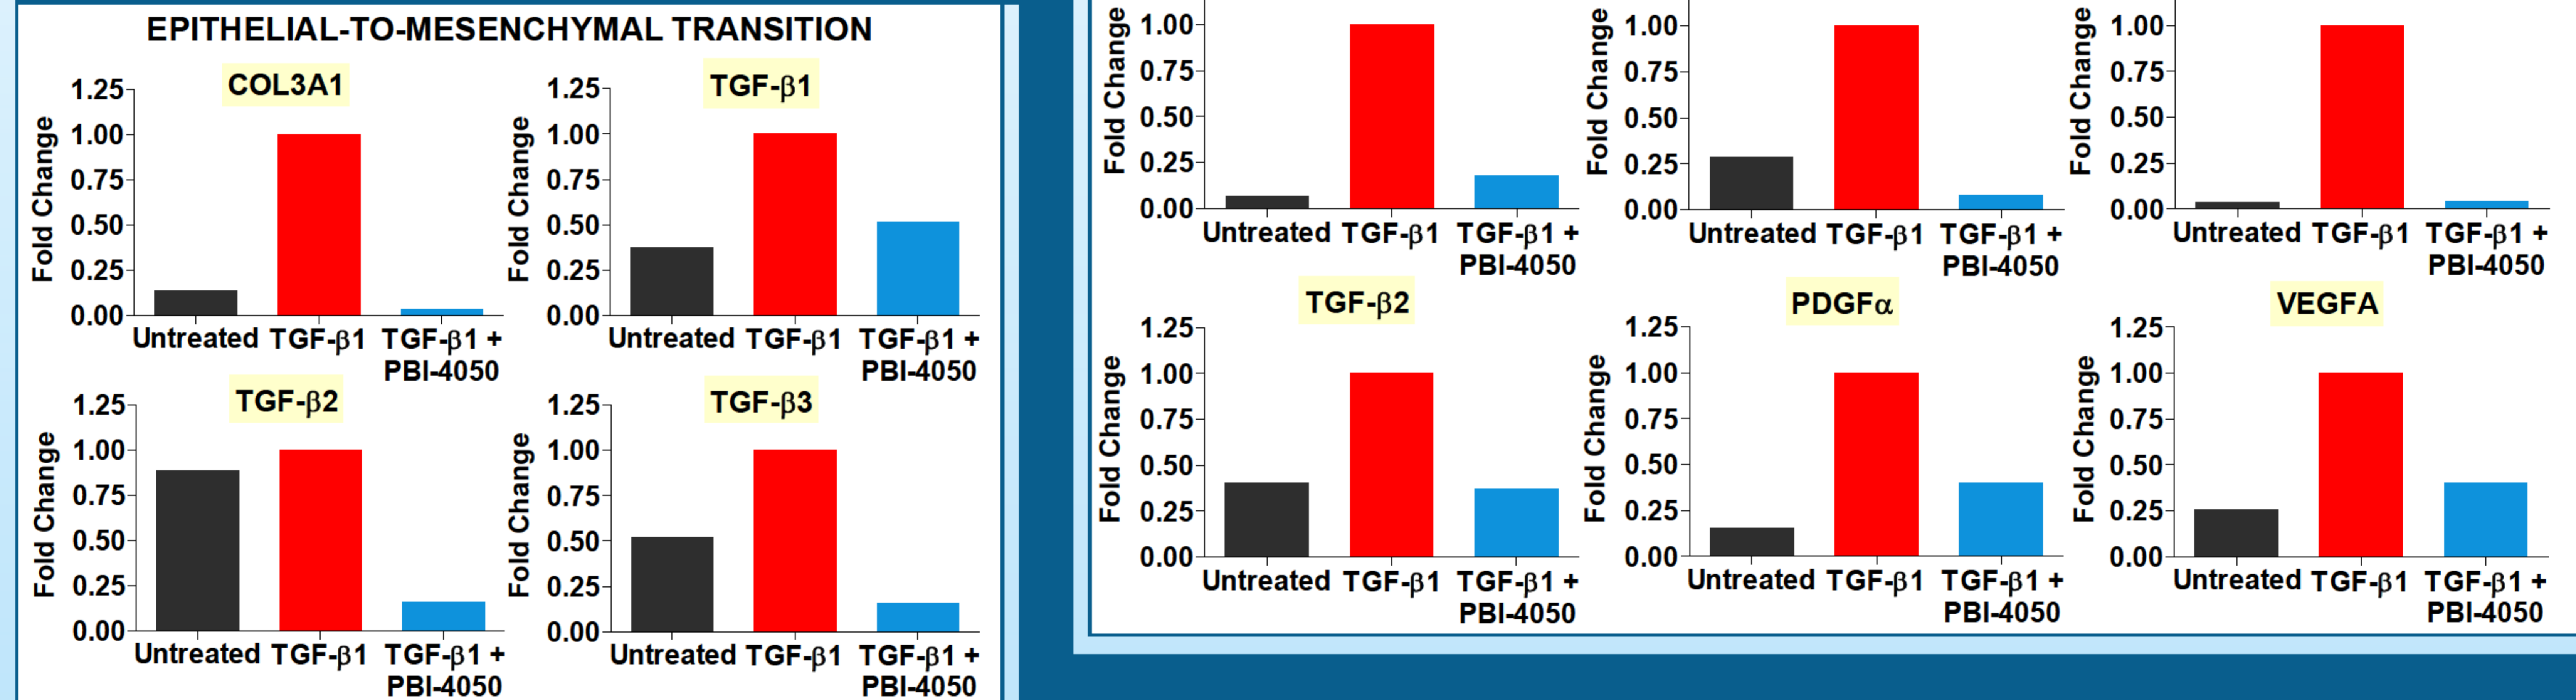 EPITHELIAL-TO-MESENCHYMAL TRANSITION
COL3A1
Fold Change
1.25
1.00
0.75
0.50
0.25
0.00
Untreated TGF-β1 TGF-β1 +
PBI-4050
TGF-β1
Fold Change
1.25
1.00
0.75
0.50
0.25
0.00
Untreated TGF-β1 TGF-β1 +
PBI-4050
TGF-β2
Fold Change
1.25
1.00
0.75
0.50
0.25
0.00
Untreated TGF-β1 TGF-β1 +
PBI-4050
TGF-β3
Fold Change
1.25
1.00
0.75
0.50
0.25
0.00
Untreated TGF-β1 TGF-β1 +
PBI-4050
Fold Change
1.00
0.75
0.50
0.25
0.00
Untreated TGF-β1 TGF-β1 +
PBI-4050
Fold Change
1.00
0.75
0.50
0.25
0.00
Untreated TGF-β1 TGF-β1 +
PBI-4050
Fold Change
1.00
0.75
0.50
0.25
0.00
Untreated TGF-β1 TGF-β1 +
PBI-4050
TGF-β2
Fold Change
1.25
1.00
0.75
0.50
0.25
0.00
Untreated TGF-β1 TGF-β1 +
PBI-4050
PDGFα
Fold Change
1.25
1.00
0.75
0.50
0.25
0.00
Untreated TGF-β1 TGF-β1 +
PBI-4050
VEGFA
Fold Change
1.25
1.00
0.75
0.50
0.25
0.00
Untreated TGF-β1 TGF-β1 +
PBI-4050